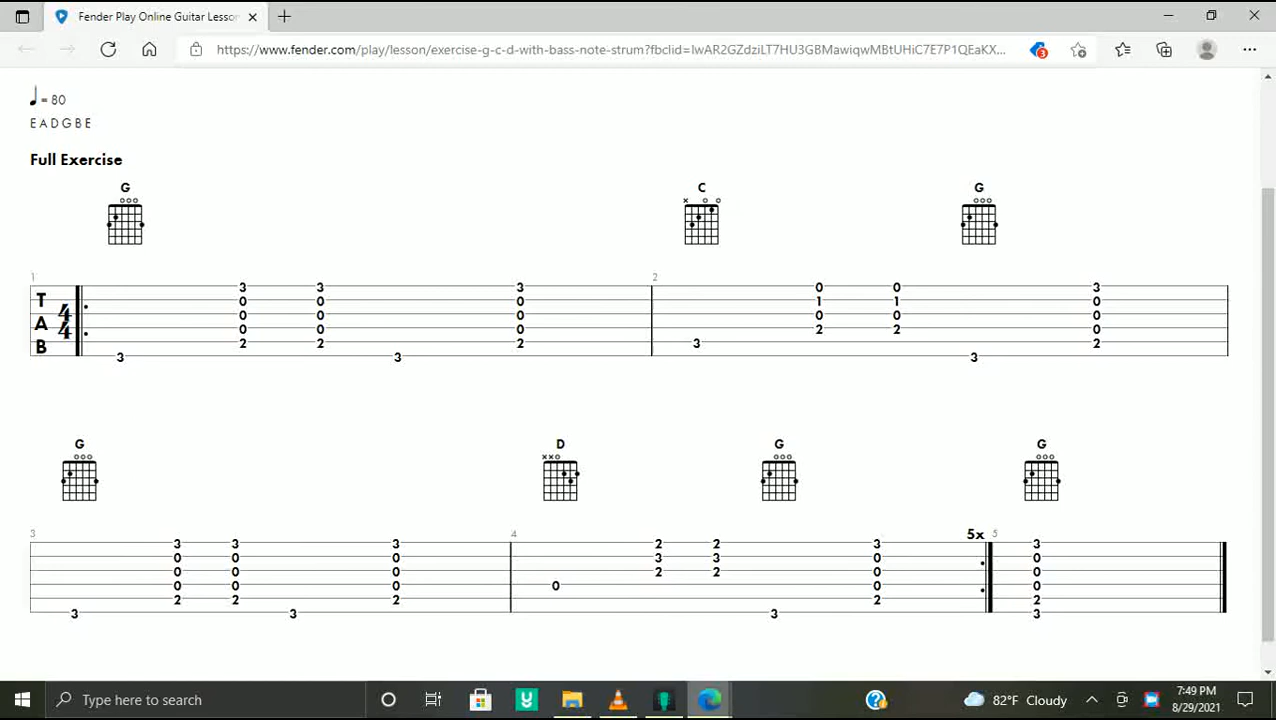 Fender Play Online Guitar Lesson
https://www.fender.com/play/lesson/exercise-g-c-d-with-bass-note-strum?fbclid=IwAR2GZdziLT7HU3GBMawiqwMBtUHiC7E7P1QEaKX...
3
= 80
E A D G B E
Full Exercise
G C G
x o o
1 2
T A B 4 4
3 3 3 0 0 3
0 0 0 1 1 0
0 0 0 0 0 0
0 0 0 2 2 0
2 2 2 3 2
3 3 3
G D G G
x x o
3 4 5x 5
3 3 3 2 2 3 3
0 0 0 3 3 0 0
0 0 0 2 2 0 0
0 0 0 0 0 0
2 2 2 2 2
3 3 3 3
Type here to search
82°F Cloudy
7:49 PM
8/29/2021